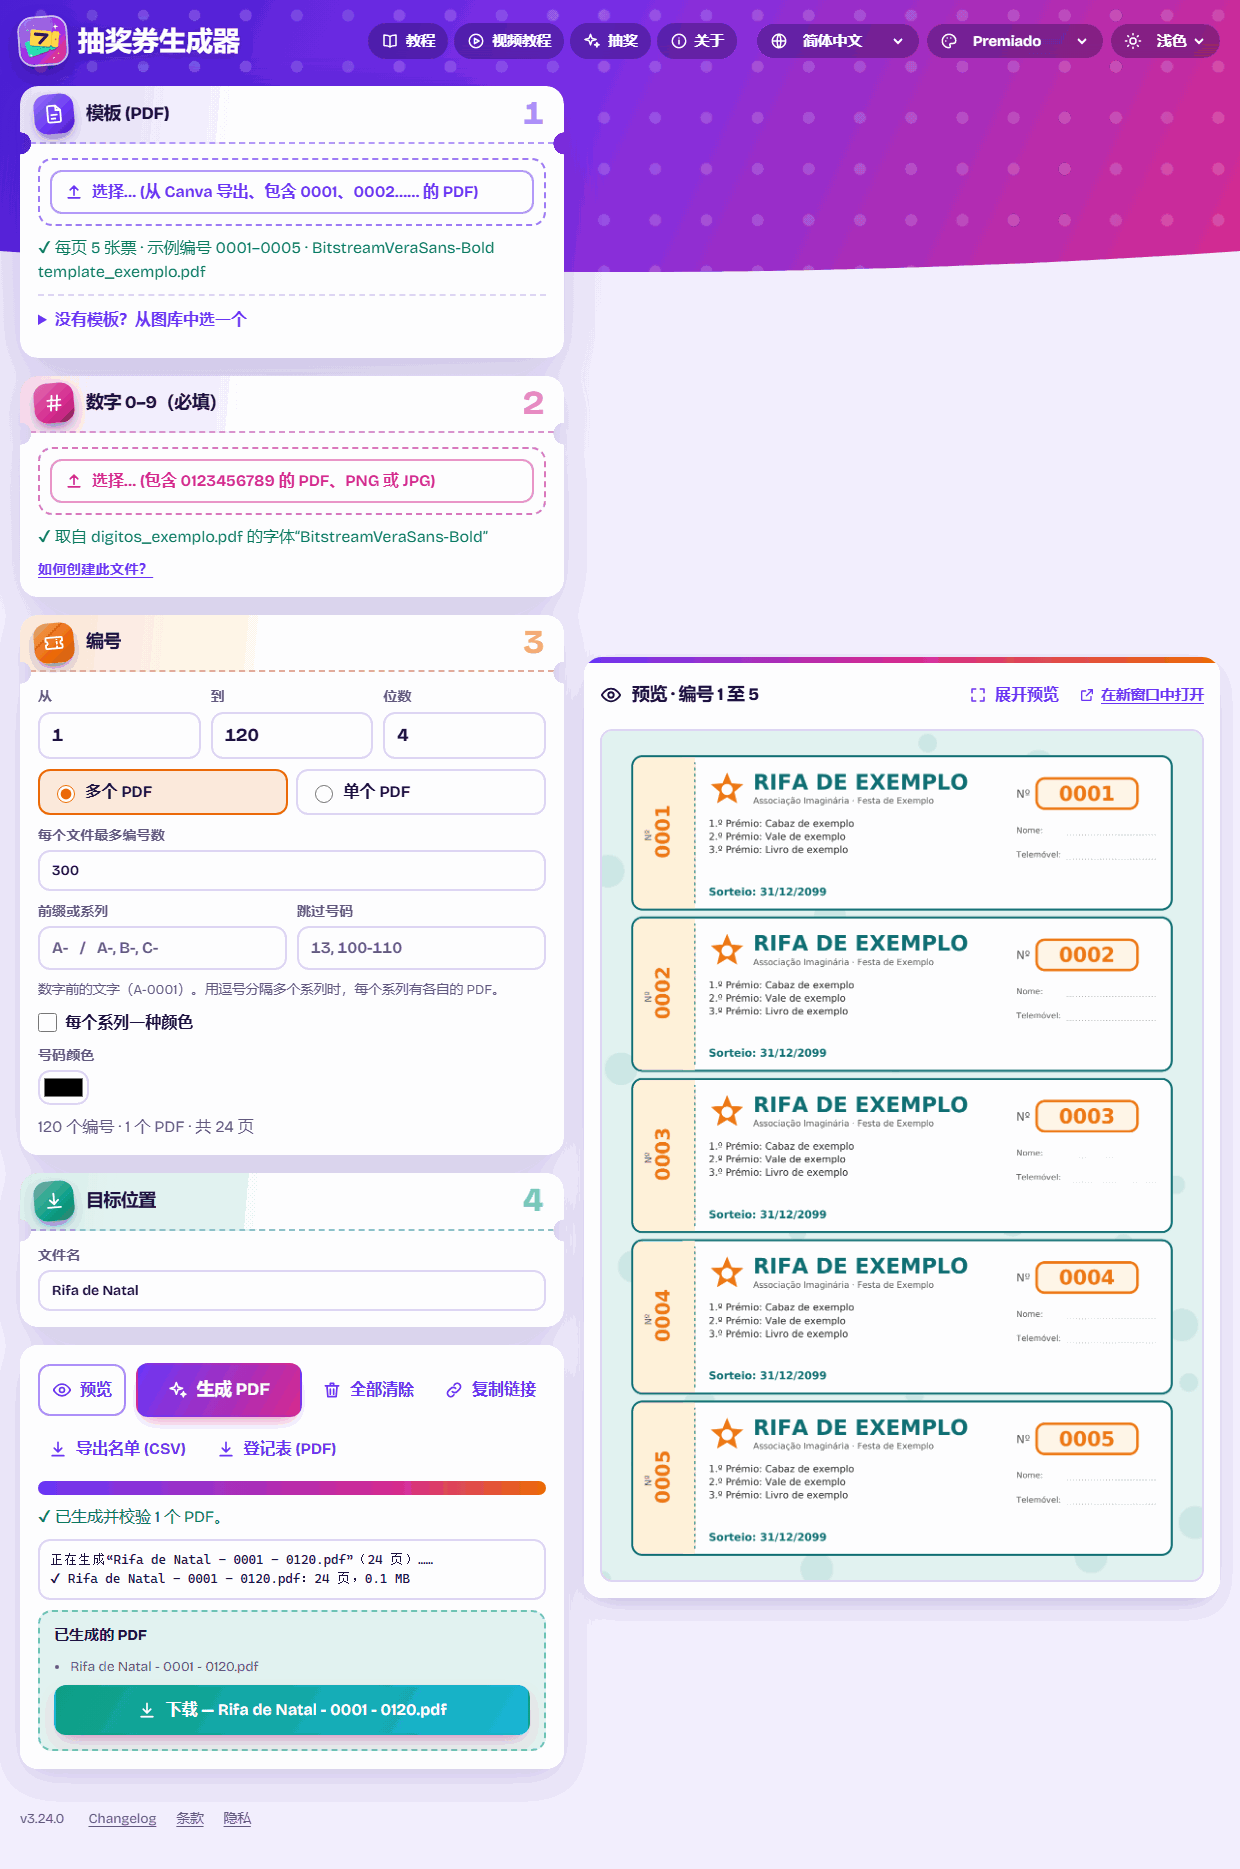 抽奖券生成器
教程
视频教程
抽奖
关于
简体中文
Premiado
浅色
模板 (PDF)
1
选择... (从 Canva 导出、包含 0001、0002…… 的 PDF)
✓ 每页 5 张票 · 示例编号 0001–0005 · BitstreamVeraSans-Bold
template_exemplo.pdf
没有模板？从图库中选一个
数字 0–9（必填）
2
选择... (包含 0123456789 的 PDF、PNG 或 JPG)
✓ 取自 digitos_exemplo.pdf 的字体“BitstreamVeraSans-Bold”
如何创建此文件？
编号
3
从
到
位数
1
120
4
多个 PDF
单个 PDF
每个文件最多编号数
300
前缀或系列
跳过号码
A- / A-, B-, C-
13, 100-110
数字前的文字（A-0001）。用逗号分隔多个系列时，每个系列有各自的 PDF。
每个系列一种颜色
号码颜色
120 个编号 · 1 个 PDF · 共 24 页
目标位置
4
文件名
Rifa de Natal
预览
生成 PDF
全部清除
复制链接
导出名单 (CSV)
登记表 (PDF)
✓ 已生成并校验 1 个 PDF。
正在生成“Rifa de Natal – 0001 – 0120.pdf”（24 页）……
✓ Rifa de Natal – 0001 – 0120.pdf：24 页，0.1 MB
已生成的 PDF
• Rifa de Natal - 0001 - 0120.pdf
下载 — Rifa de Natal - 0001 - 0120.pdf
v3.24.0
Changelog
条款
隐私
预览 · 编号 1 至 5
展开预览
在新窗口中打开
Nº
0001
RIFA DE EXEMPLO
Associação Imaginária · Festa de Exemplo
1.º Prémio: Cabaz de exemplo
2.º Prémio: Vale de exemplo
3.º Prémio: Livro de exemplo
Sorteio: 31/12/2099
Nº 0001
Nome:
Telemóvel:
Nº
0002
RIFA DE EXEMPLO
Associação Imaginária · Festa de Exemplo
1.º Prémio: Cabaz de exemplo
2.º Prémio: Vale de exemplo
3.º Prémio: Livro de exemplo
Sorteio: 31/12/2099
Nº 0002
Nome:
Telemóvel:
Nº
0003
RIFA DE EXEMPLO
Associação Imaginária · Festa de Exemplo
1.º Prémio: Cabaz de exemplo
2.º Prémio: Vale de exemplo
3.º Prémio: Livro de exemplo
Sorteio: 31/12/2099
Nº 0003
Nome:
Telemóvel:
Nº
0004
RIFA DE EXEMPLO
Associação Imaginária · Festa de Exemplo
1.º Prémio: Cabaz de exemplo
2.º Prémio: Vale de exemplo
3.º Prémio: Livro de exemplo
Sorteio: 31/12/2099
Nº 0004
Nome:
Telemóvel:
Nº
0005
RIFA DE EXEMPLO
Associação Imaginária · Festa de Exemplo
1.º Prémio: Cabaz de exemplo
2.º Prémio: Vale de exemplo
3.º Prémio: Livro de exemplo
Sorteio: 31/12/2099
Nº 0005
Nome:
Telemóvel: